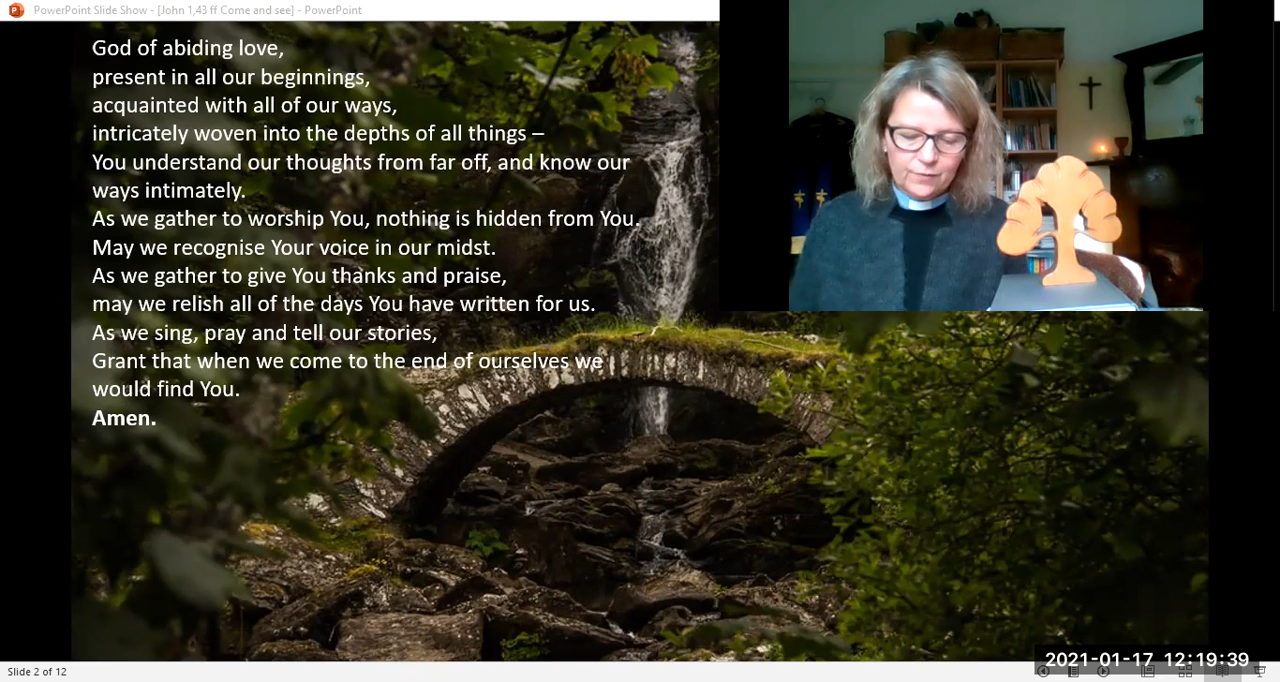 PowerPoint Slide Show - [John 1,43 ff Come and see] - PowerPoint
God of abiding love,
present in all our beginnings,
acquainted with all of our ways,
intricately woven into the depths of all things –
You understand our thoughts from far off, and know our
ways intimately.
As we gather to worship You, nothing is hidden from You.
May we recognise Your voice in our midst.
As we gather to give You thanks and praise,
may we relish all of the days You have written for us.
As we sing, pray and tell our stories,
Grant that when we come to the end of ourselves we
would find You.
Amen.
Slide 2 of 12
2021-01-17 12:19:39